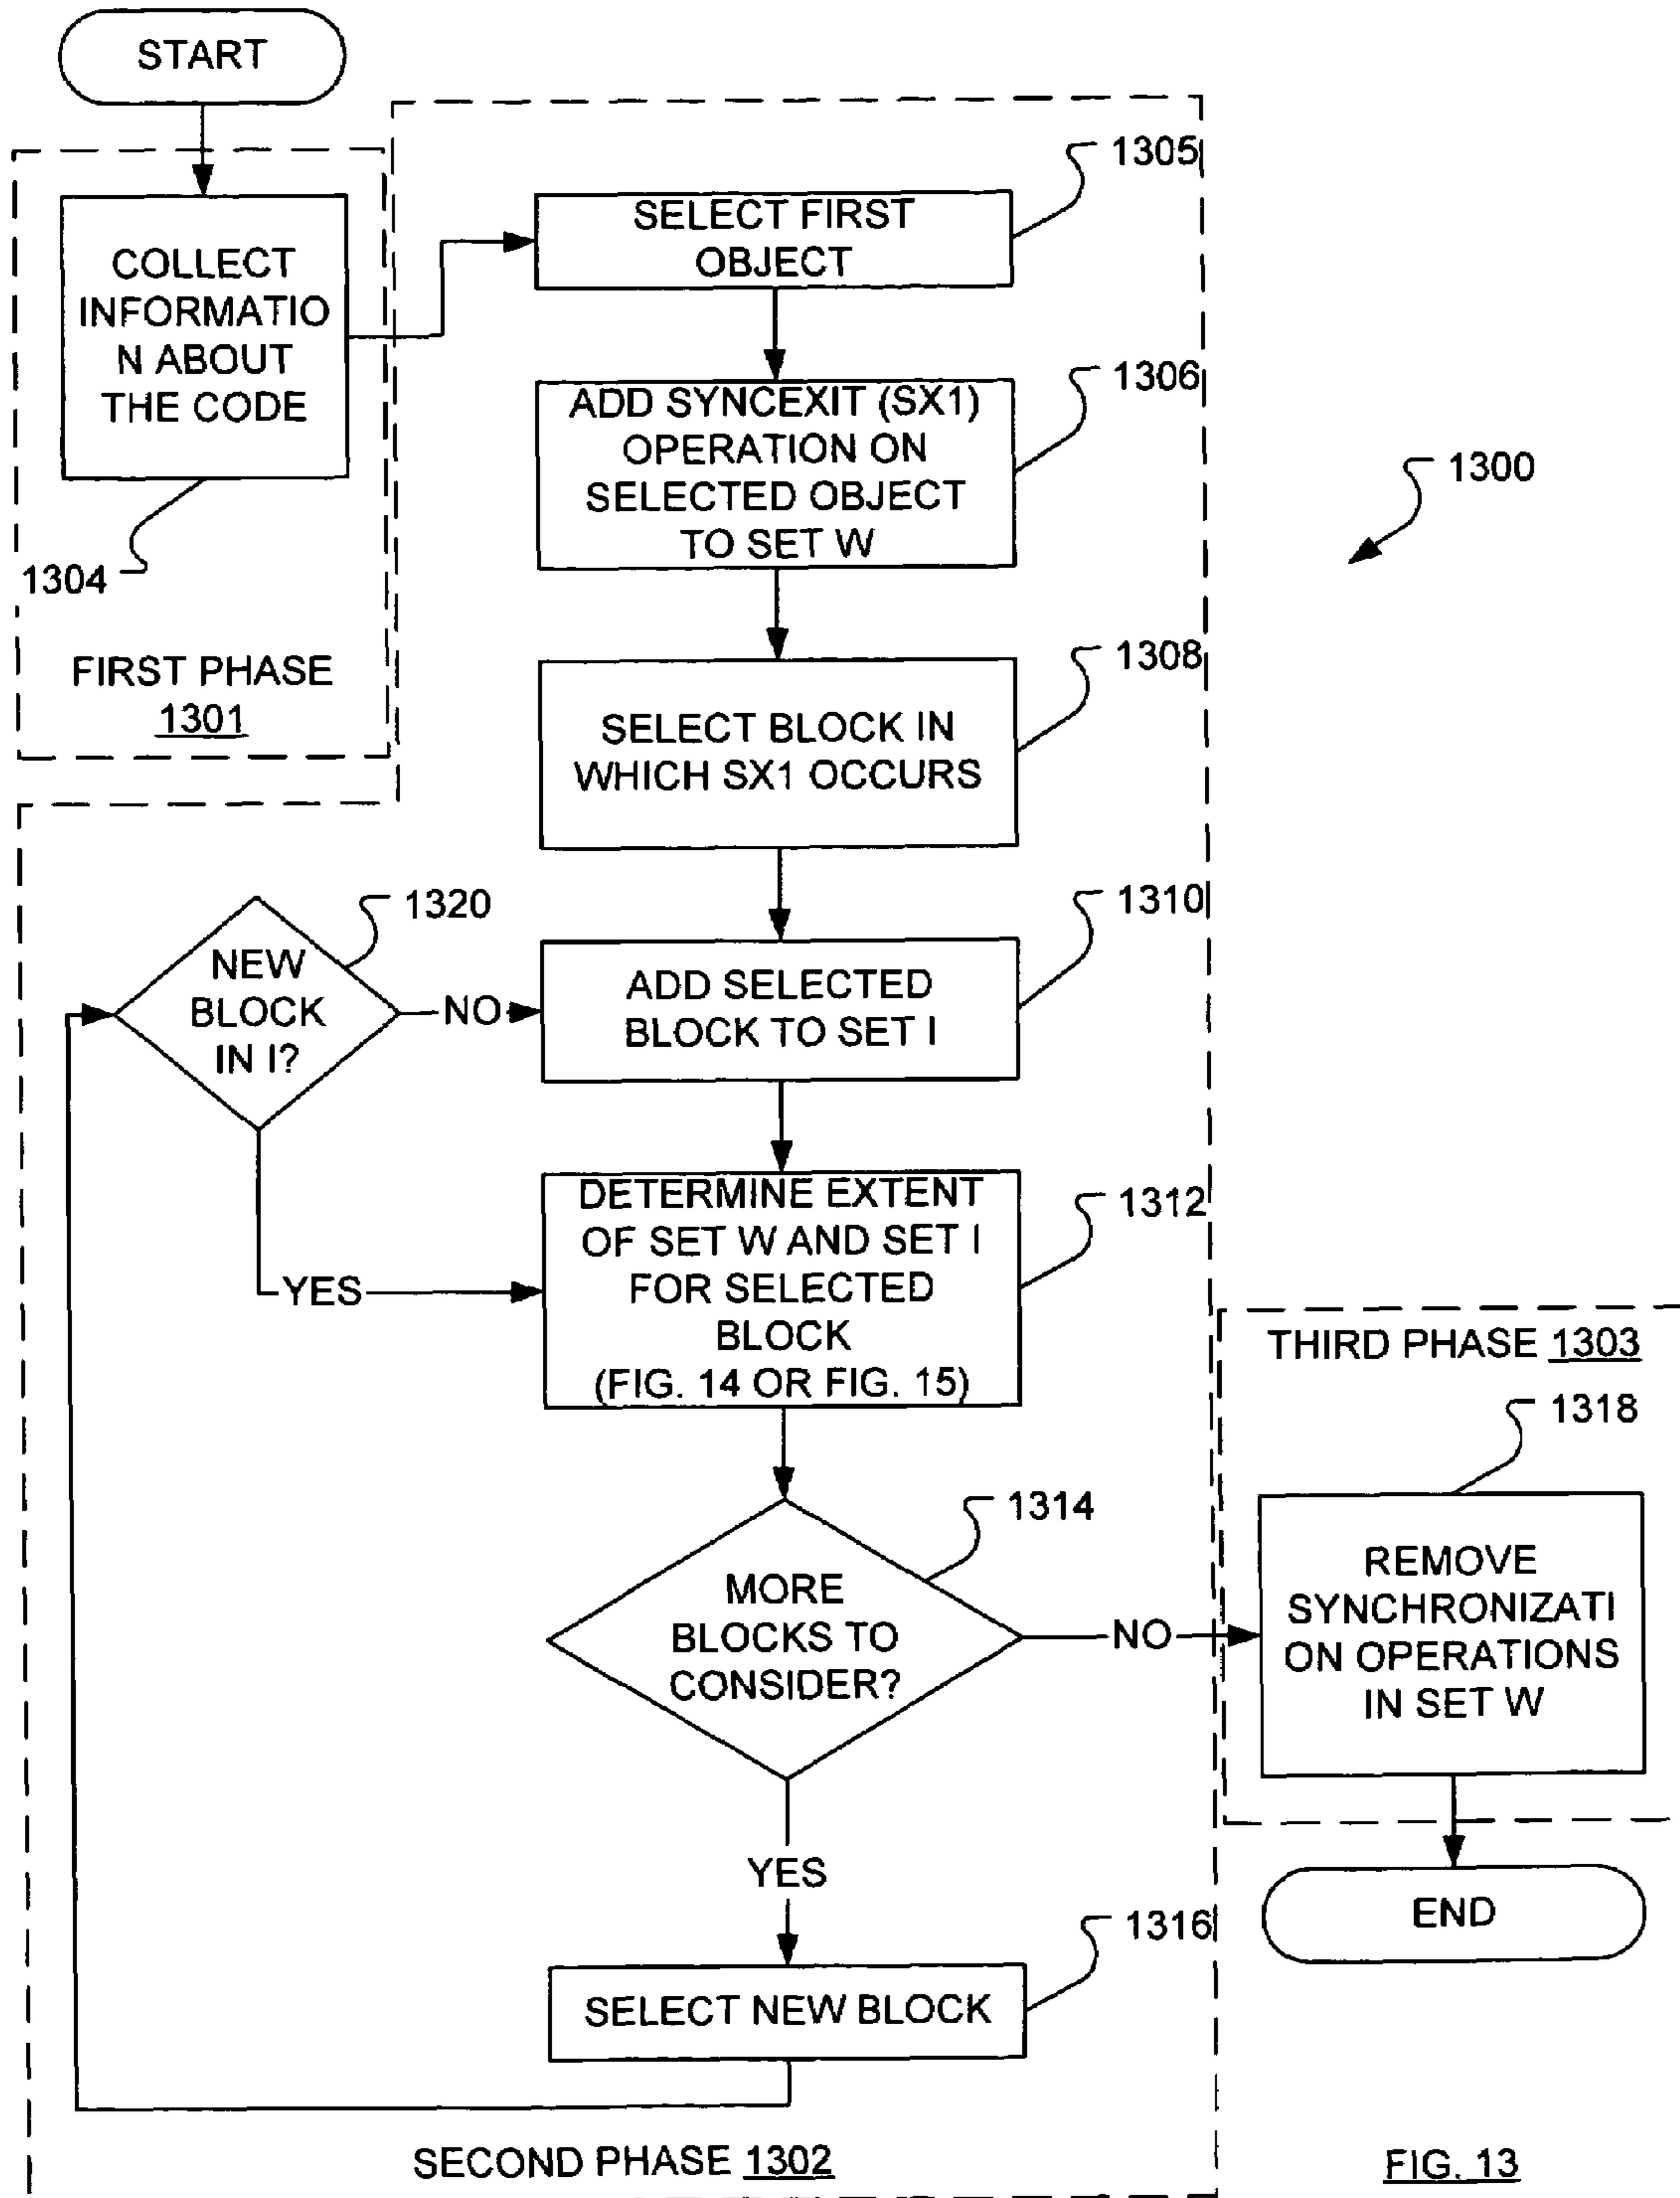 START
1305
SELECT FIRST
OBJECT
COLLECT
INFORMATIO
N ABOUT
THE CODE
1304
FIRST PHASE
1301
1306
ADD SYNCEXIT (SX1)
OPERATION ON
SELECTED OBJECT
TO SET W
1300
1308
SELECT BLOCK IN
WHICH SX1 OCCURS
1320
NEW
BLOCK
IN I?
NO
1310
ADD SELECTED
BLOCK TO SET I
YES
1312
DETERMINE EXTENT
OF SET W AND SET I
FOR SELECTED
BLOCK
(FIG. 14 OR FIG. 15)
1314
MORE
BLOCKS TO
CONSIDER?
NO
THIRD PHASE 1303
1318
REMOVE
SYNCHRONIZATI
ON OPERATIONS
IN SET W
END
YES
1316
SELECT NEW BLOCK
SECOND PHASE 1302
FIG. 13